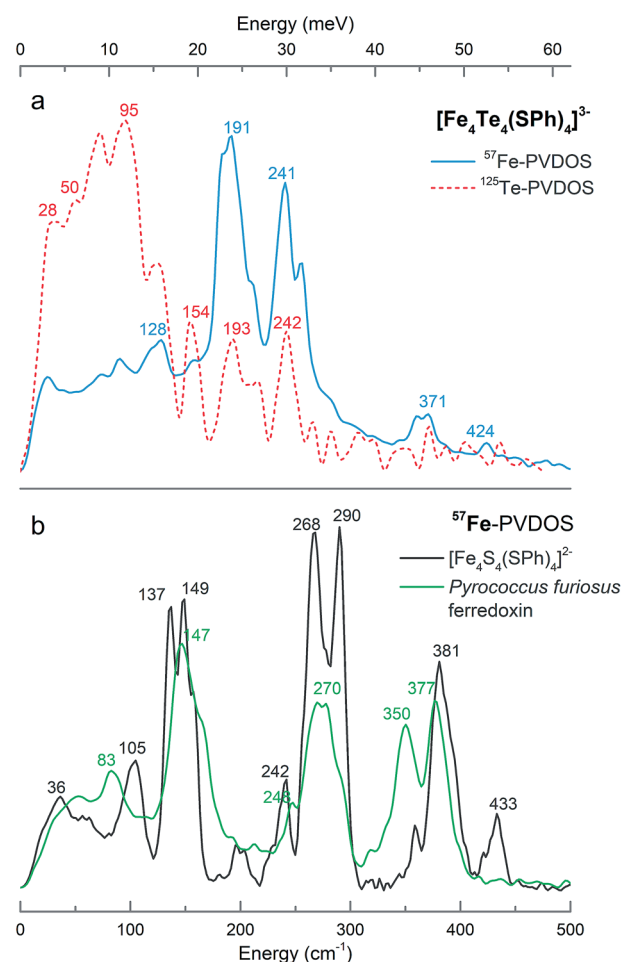 Energy (meV)
0 10 20 30 40 50 60
a
[Fe₄Te₄(SPh)₄]³⁻
⁵⁷Fe-PVDOS
¹²⁵Te-PVDOS
95
191
50
241
28
154
128
193
242
371
424
b
⁵⁷Fe-PVDOS
[Fe₄S₄(SPh)₄]²⁻
Pyrococcus furiosus
ferredoxin
268
290
137
149
147
381
270
377
350
83
105
36
242
248
433
0 100 200 300 400 500
Energy (cm⁻¹)